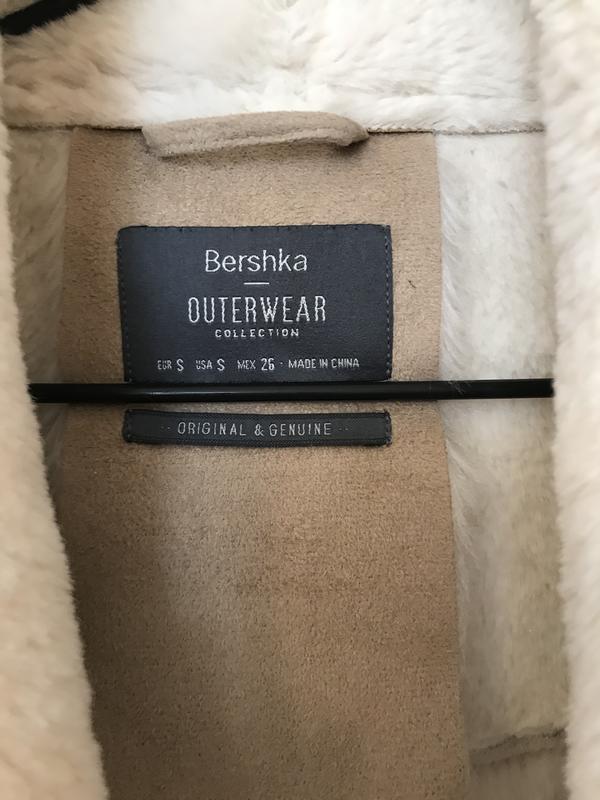 Bershka
OUTERWEAR
COLLECTION
EUR S USA S MEX 26 · MADE IN CHINA
·· ORIGINAL & GENUINE ··